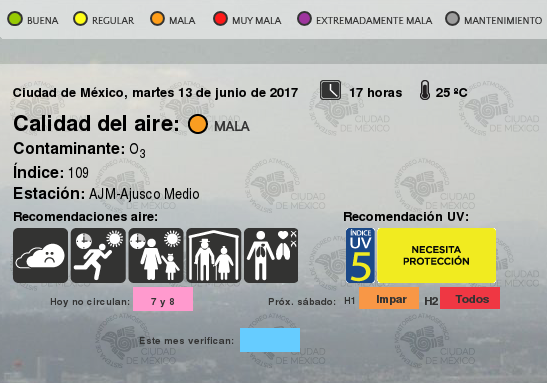 BUENA REGULAR MALA MUY MALA EXTREMADAMENTE MALA MANTENIMIENTO
Ciudad de México, martes 13 de junio de 2017 17 horas 25 ºC
Calidad del aire: MALA
Contaminante: O3
Índice: 109
Estación: AJM-Ajusco Medio
Recomendaciones aire: Recomendación UV:
ÍNDICE UV 5 NECESITA PROTECCIÓN
Hoy no circulan: 7 y 8 Próx. sábado: H1 Impar H2 Todos
Este mes verifican:
CIUDAD DE MÉXICO